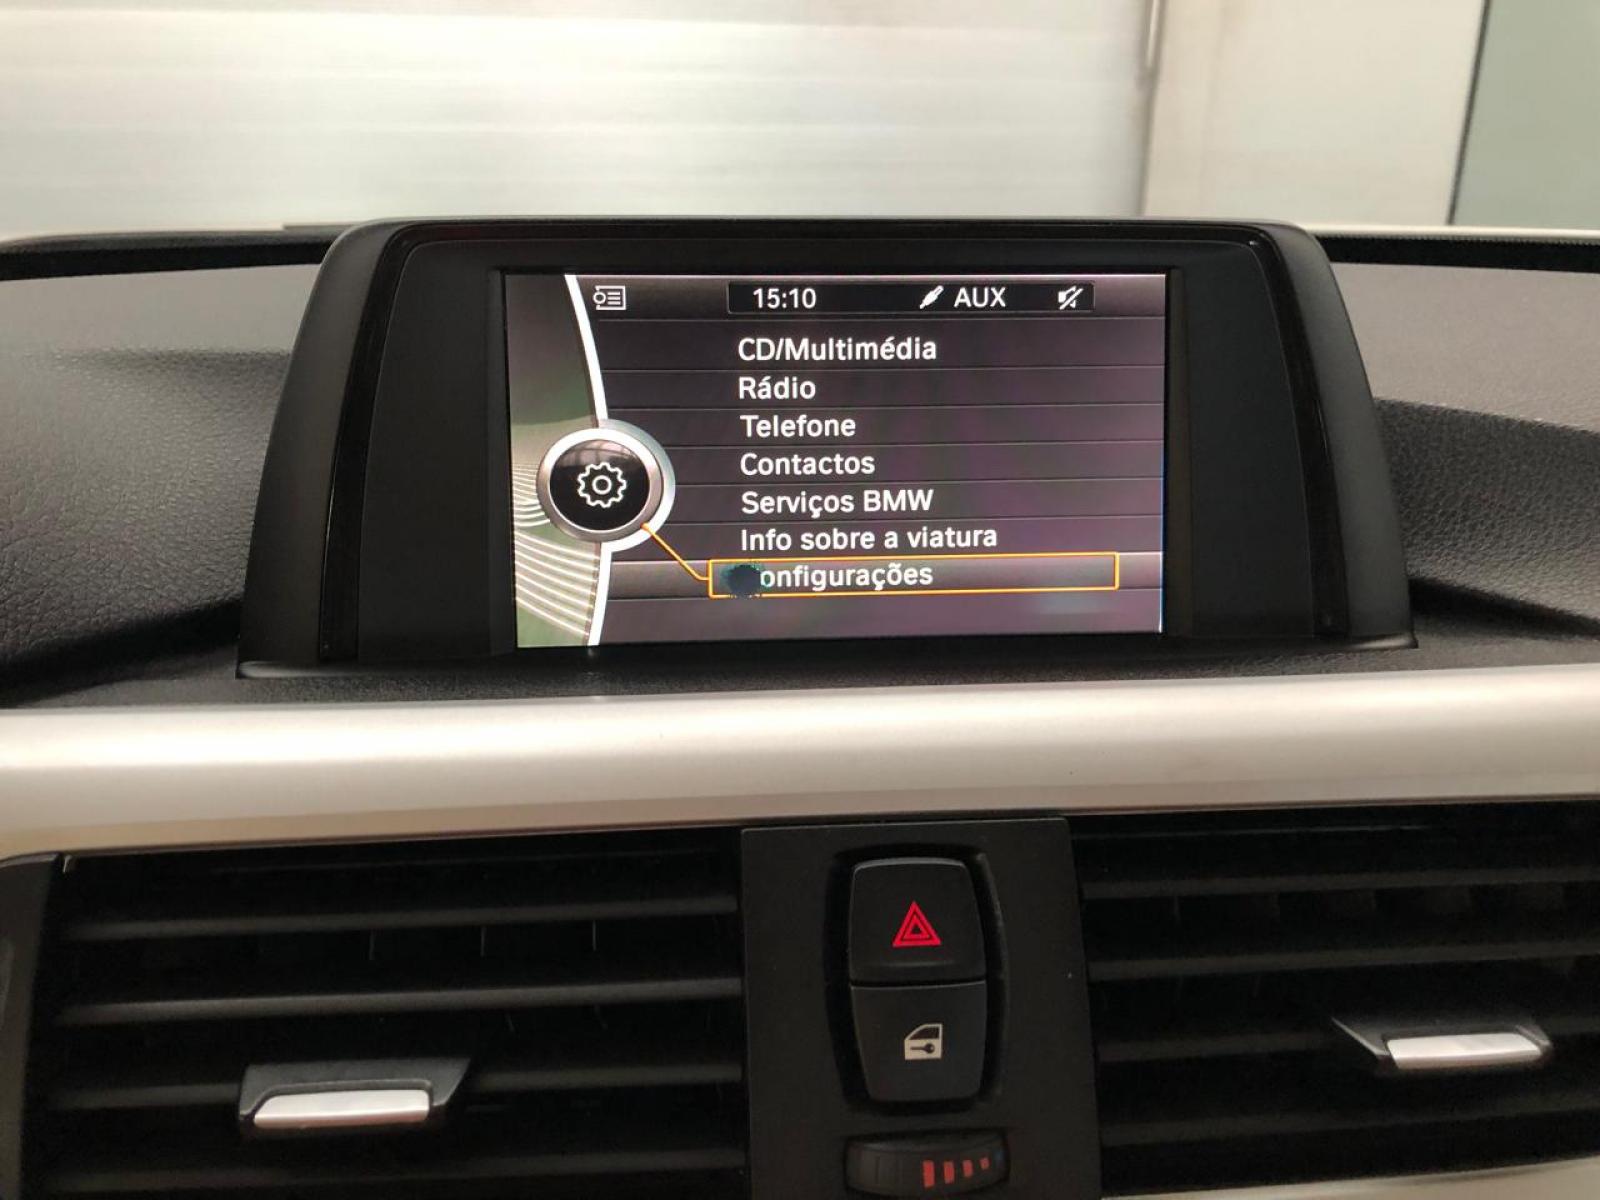 15:10 AUX
CD/Multimédia
Rádio
Telefone
Contactos
Serviços BMW
Info sobre a viatura
onfigurações